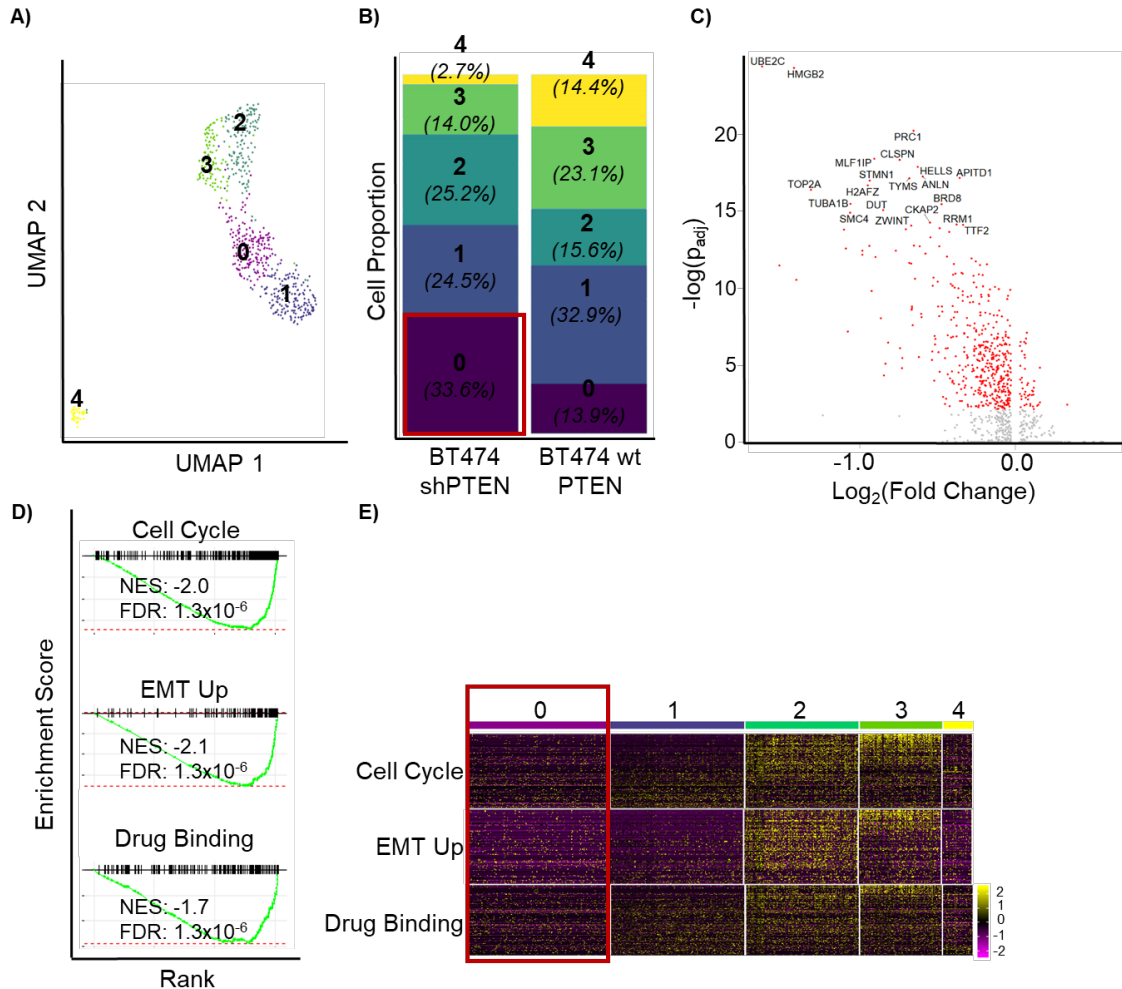 A)
UMAP 2
UMAP 1
2
3
0
1
4
B)
Cell Proportion
4
(2.7%)
3
(14.0%)
2
(25.2%)
1
(24.5%)
0
(33.6%)
4
(14.4%)
3
(23.1%)
2
(15.6%)
1
(32.9%)
0
(13.9%)
BT474
shPTEN
BT474 wt
PTEN
C)
-log(p_adj)
20
15
10
5
0
UBE2C
HMGB2
PRC1
CLSPN
MLF1IP
HELLS
STMN1
APITD1
TOP2A
TYMS
ANLN
H2AFZ
BRD8
TUBA1B
DUT
CKAP2
SMC4
ZWINT
RRM1
TTF2
-1.0
0.0
Log₂(Fold Change)
D)
Enrichment Score
Cell Cycle
NES: -2.0
FDR: 1.3x10⁻⁶
EMT Up
NES: -2.1
FDR: 1.3x10⁻⁶
Drug Binding
NES: -1.7
FDR: 1.3x10⁻⁶
Rank
E)
0 1 2 3 4
Cell Cycle
EMT Up
Drug Binding
2
1
0
-1
-2